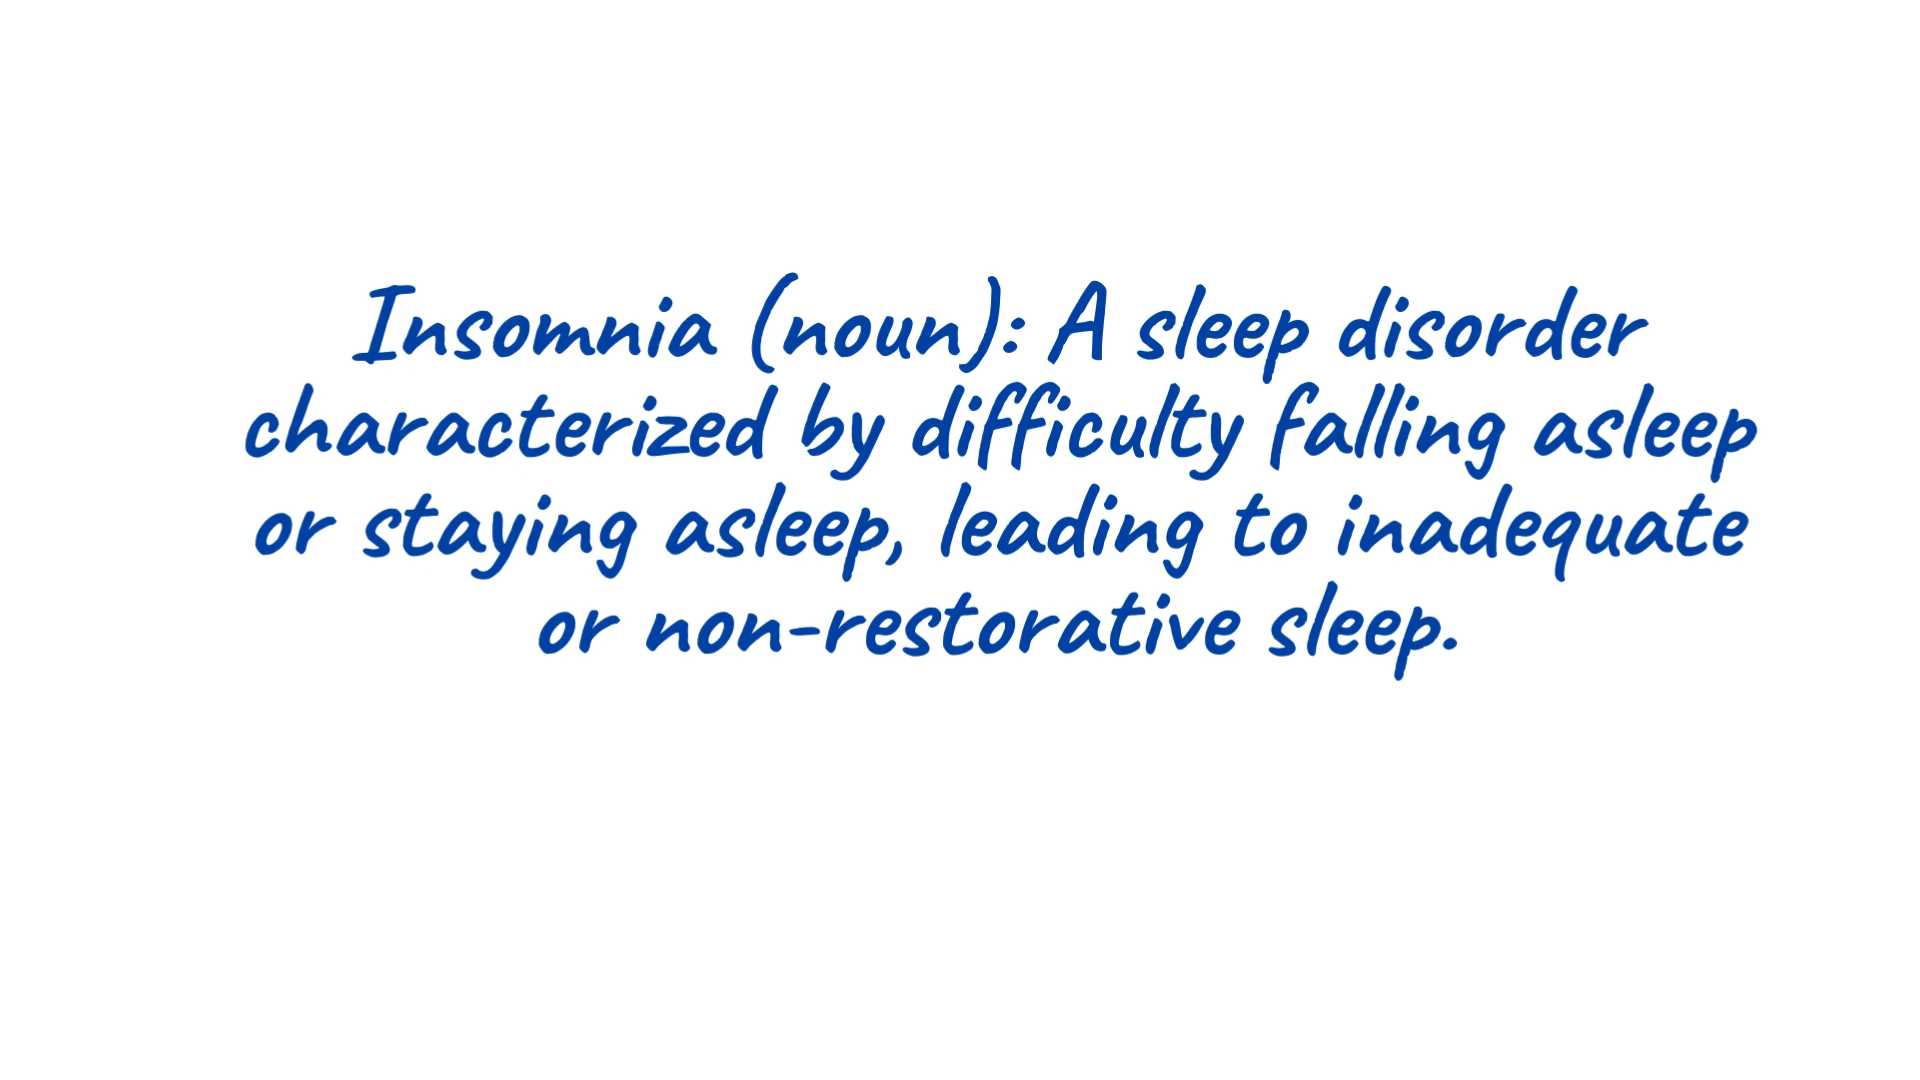 Insomnia (noun): A sleep disorder
characterized by difficulty falling asleep
or staying asleep, leading to inadequate
or non-restorative sleep.